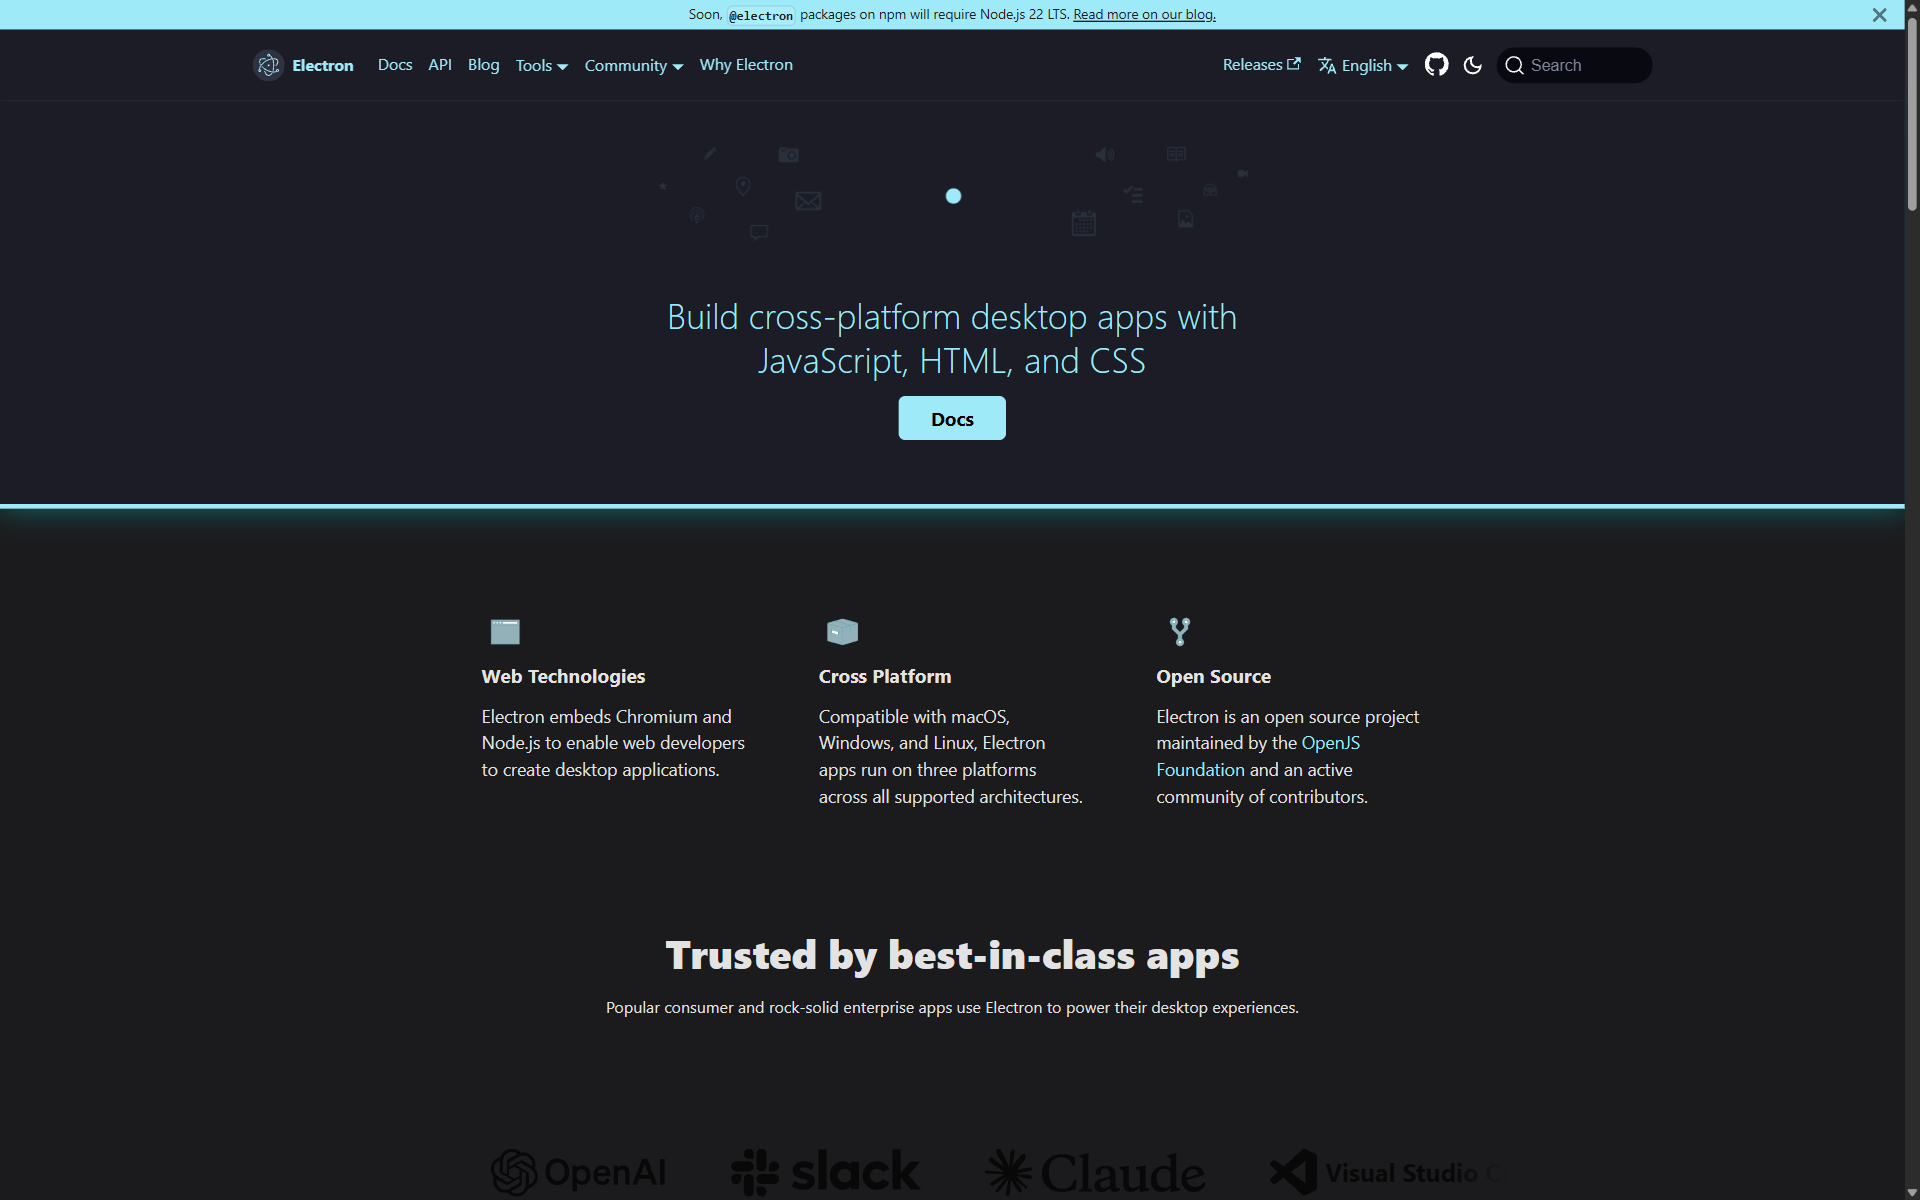 Soon, @electron packages on npm will require Node.js 22 LTS. Read more on our blog.
Electron Docs API Blog Tools Community Why Electron Releases English Search
Build cross-platform desktop apps with
JavaScript, HTML, and CSS
Docs
Web Technologies
Electron embeds Chromium and
Node.js to enable web developers
to create desktop applications.
Cross Platform
Compatible with macOS,
Windows, and Linux, Electron
apps run on three platforms
across all supported architectures.
Open Source
Electron is an open source project
maintained by the OpenJS
Foundation and an active
community of contributors.
Trusted by best-in-class apps
Popular consumer and rock-solid enterprise apps use Electron to power their desktop experiences.
OpenAI slack Claude Visual Studio